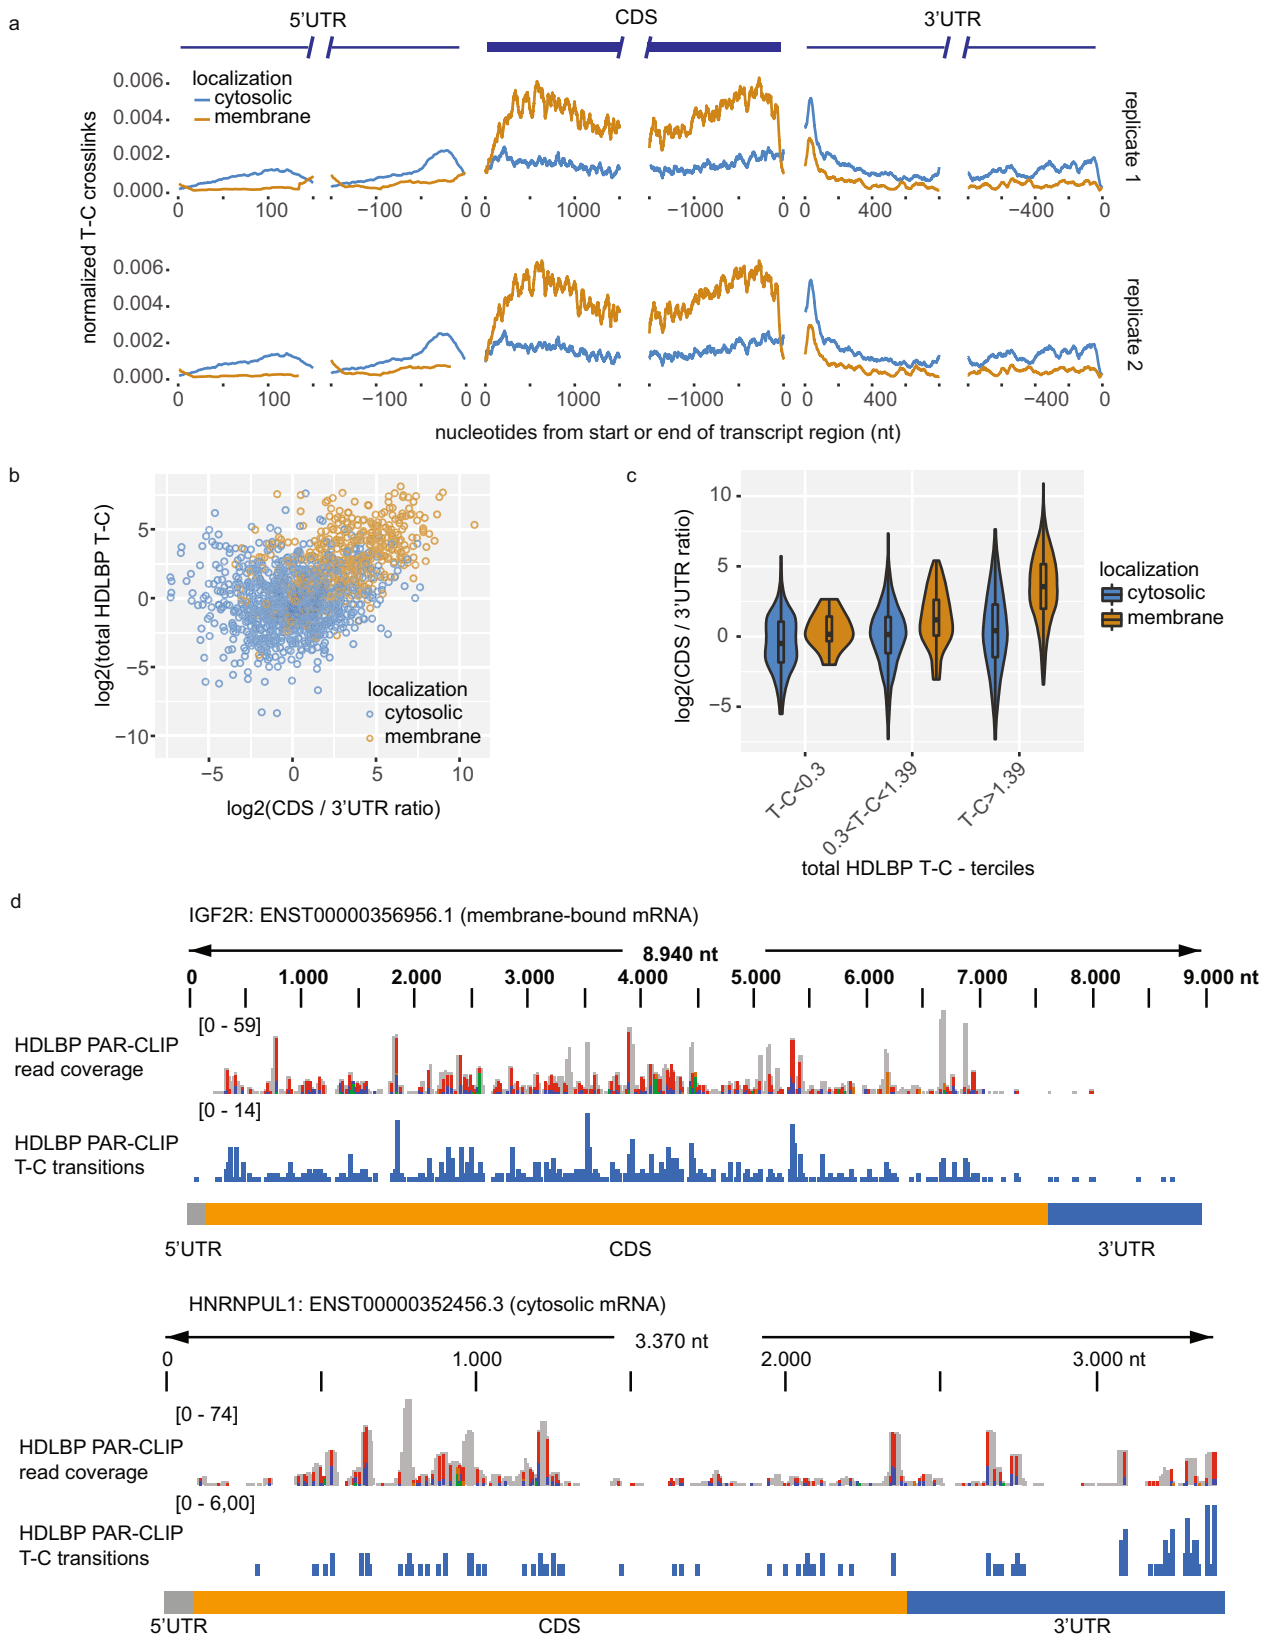 a
5'UTR
CDS
3'UTR
localization
cytosolic
membrane
normalized T-C crosslinks
0.006
0.004
0.002
0.000
0 100 −100 0 0 1000 −1000 0 0 400 −400 0
replicate 1
0.006
0.004
0.002
0.000
0 100 −100 0 0 1000 −1000 0 0 400 −400 0
replicate 2
nucleotides from start or end of transcript region (nt)
b
log2(total HDLBP T-C)
5
0
−5
−10
localization
cytosolic
membrane
−5 0 5 10
log2(CDS / 3'UTR ratio)
c
log2(CDS / 3'UTR ratio)
10
5
0
−5
T-C<0.3
0.3<T-C<1.39
T-C>1.39
total HDLBP T-C - terciles
localization
cytosolic
membrane
d
IGF2R: ENST00000356956.1 (membrane-bound mRNA)
8.940 nt
0 1.000 2.000 3.000 4.000 5.000 6.000 7.000 8.000 9.000 nt
[0 - 59]
HDLBP PAR-CLIP
read coverage
[0 - 14]
HDLBP PAR-CLIP
T-C transitions
5'UTR CDS 3'UTR
HNRNPUL1: ENST00000352456.3 (cytosolic mRNA)
3.370 nt
0 1.000 2.000 3.000 nt
[0 - 74]
HDLBP PAR-CLIP
read coverage
[0 - 6,00]
HDLBP PAR-CLIP
T-C transitions
5'UTR CDS 3'UTR